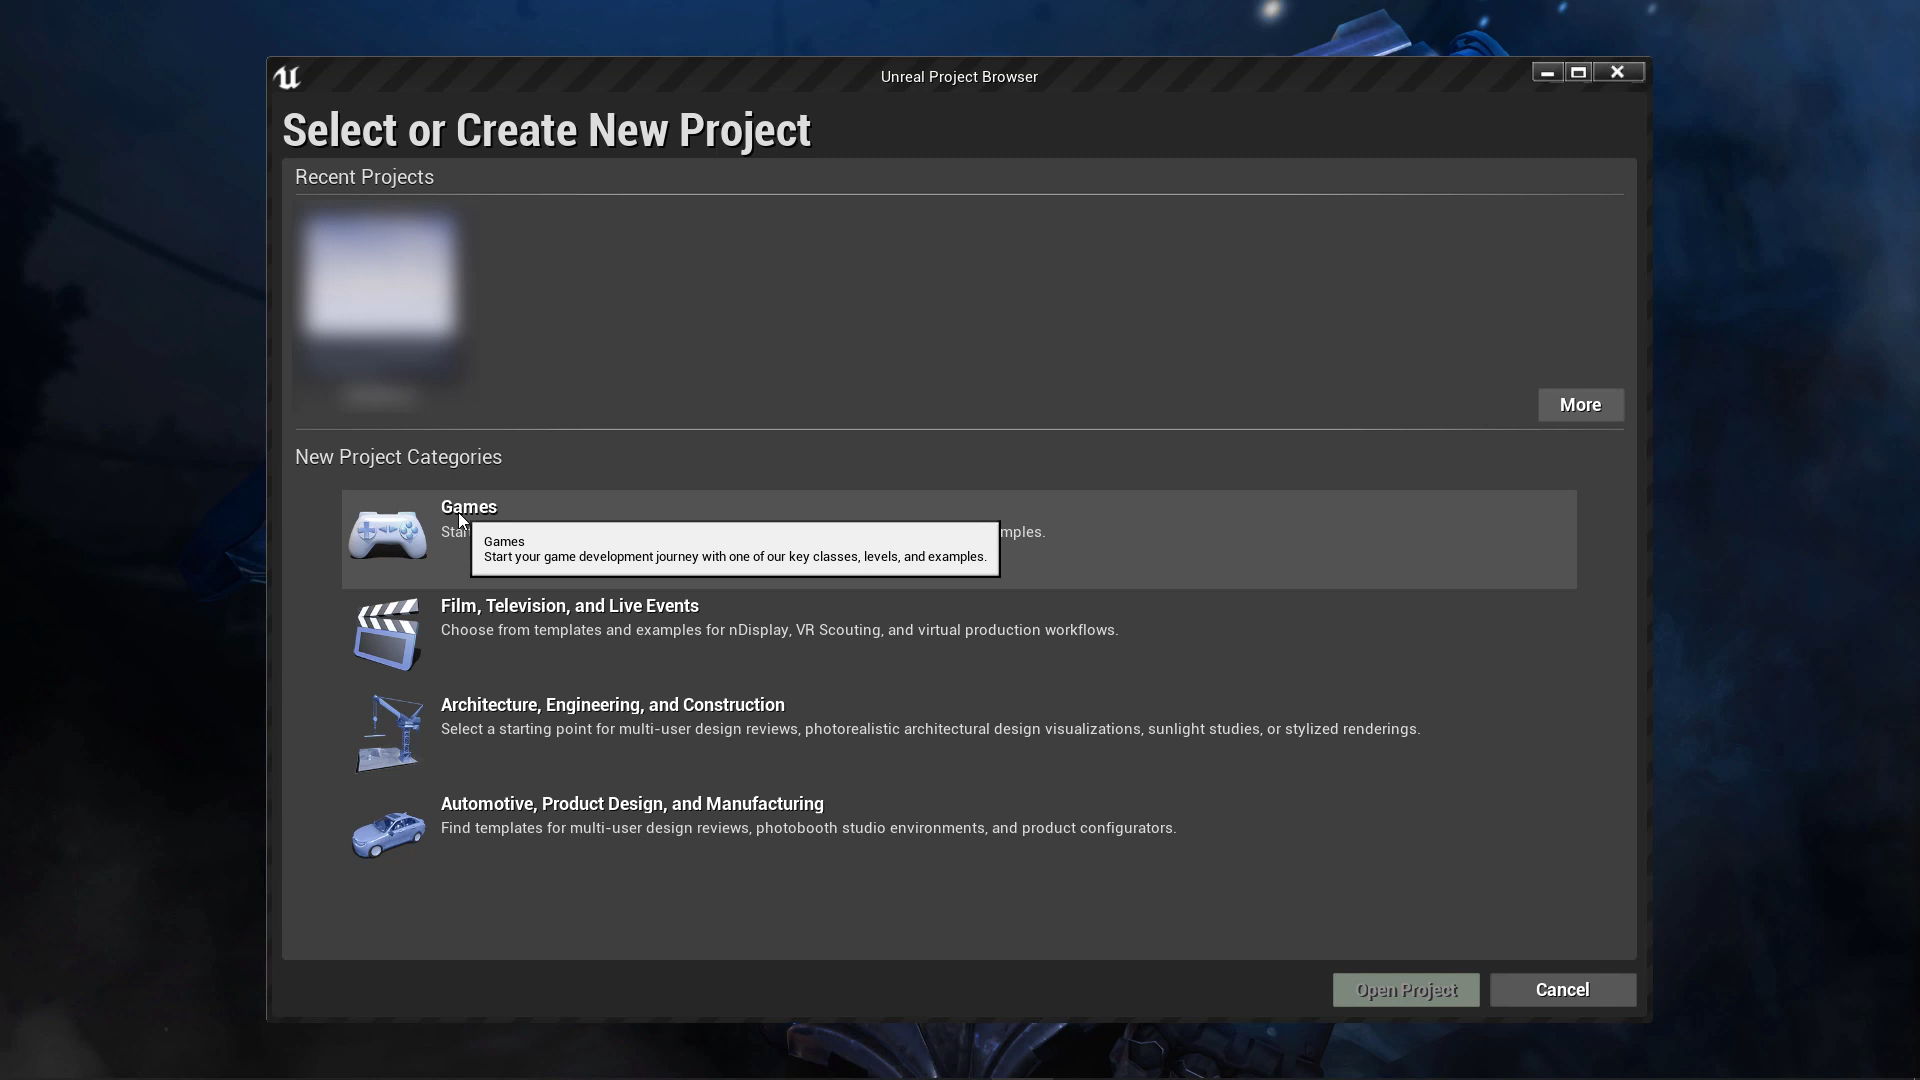 Unreal Project Browser
Select or Create New Project
Recent Projects
More
New Project Categories
Games
Star mples.
Games
Start your game development journey with one of our key classes, levels, and examples.
Film, Television, and Live Events
Choose from templates and examples for nDisplay, VR Scouting, and virtual production workflows.
Architecture, Engineering, and Construction
Select a starting point for multi-user design reviews, photorealistic architectural design visualizations, sunlight studies, or stylized renderings.
Automotive, Product Design, and Manufacturing
Find templates for multi-user design reviews, photobooth studio environments, and product configurators.
Open Project
Cancel